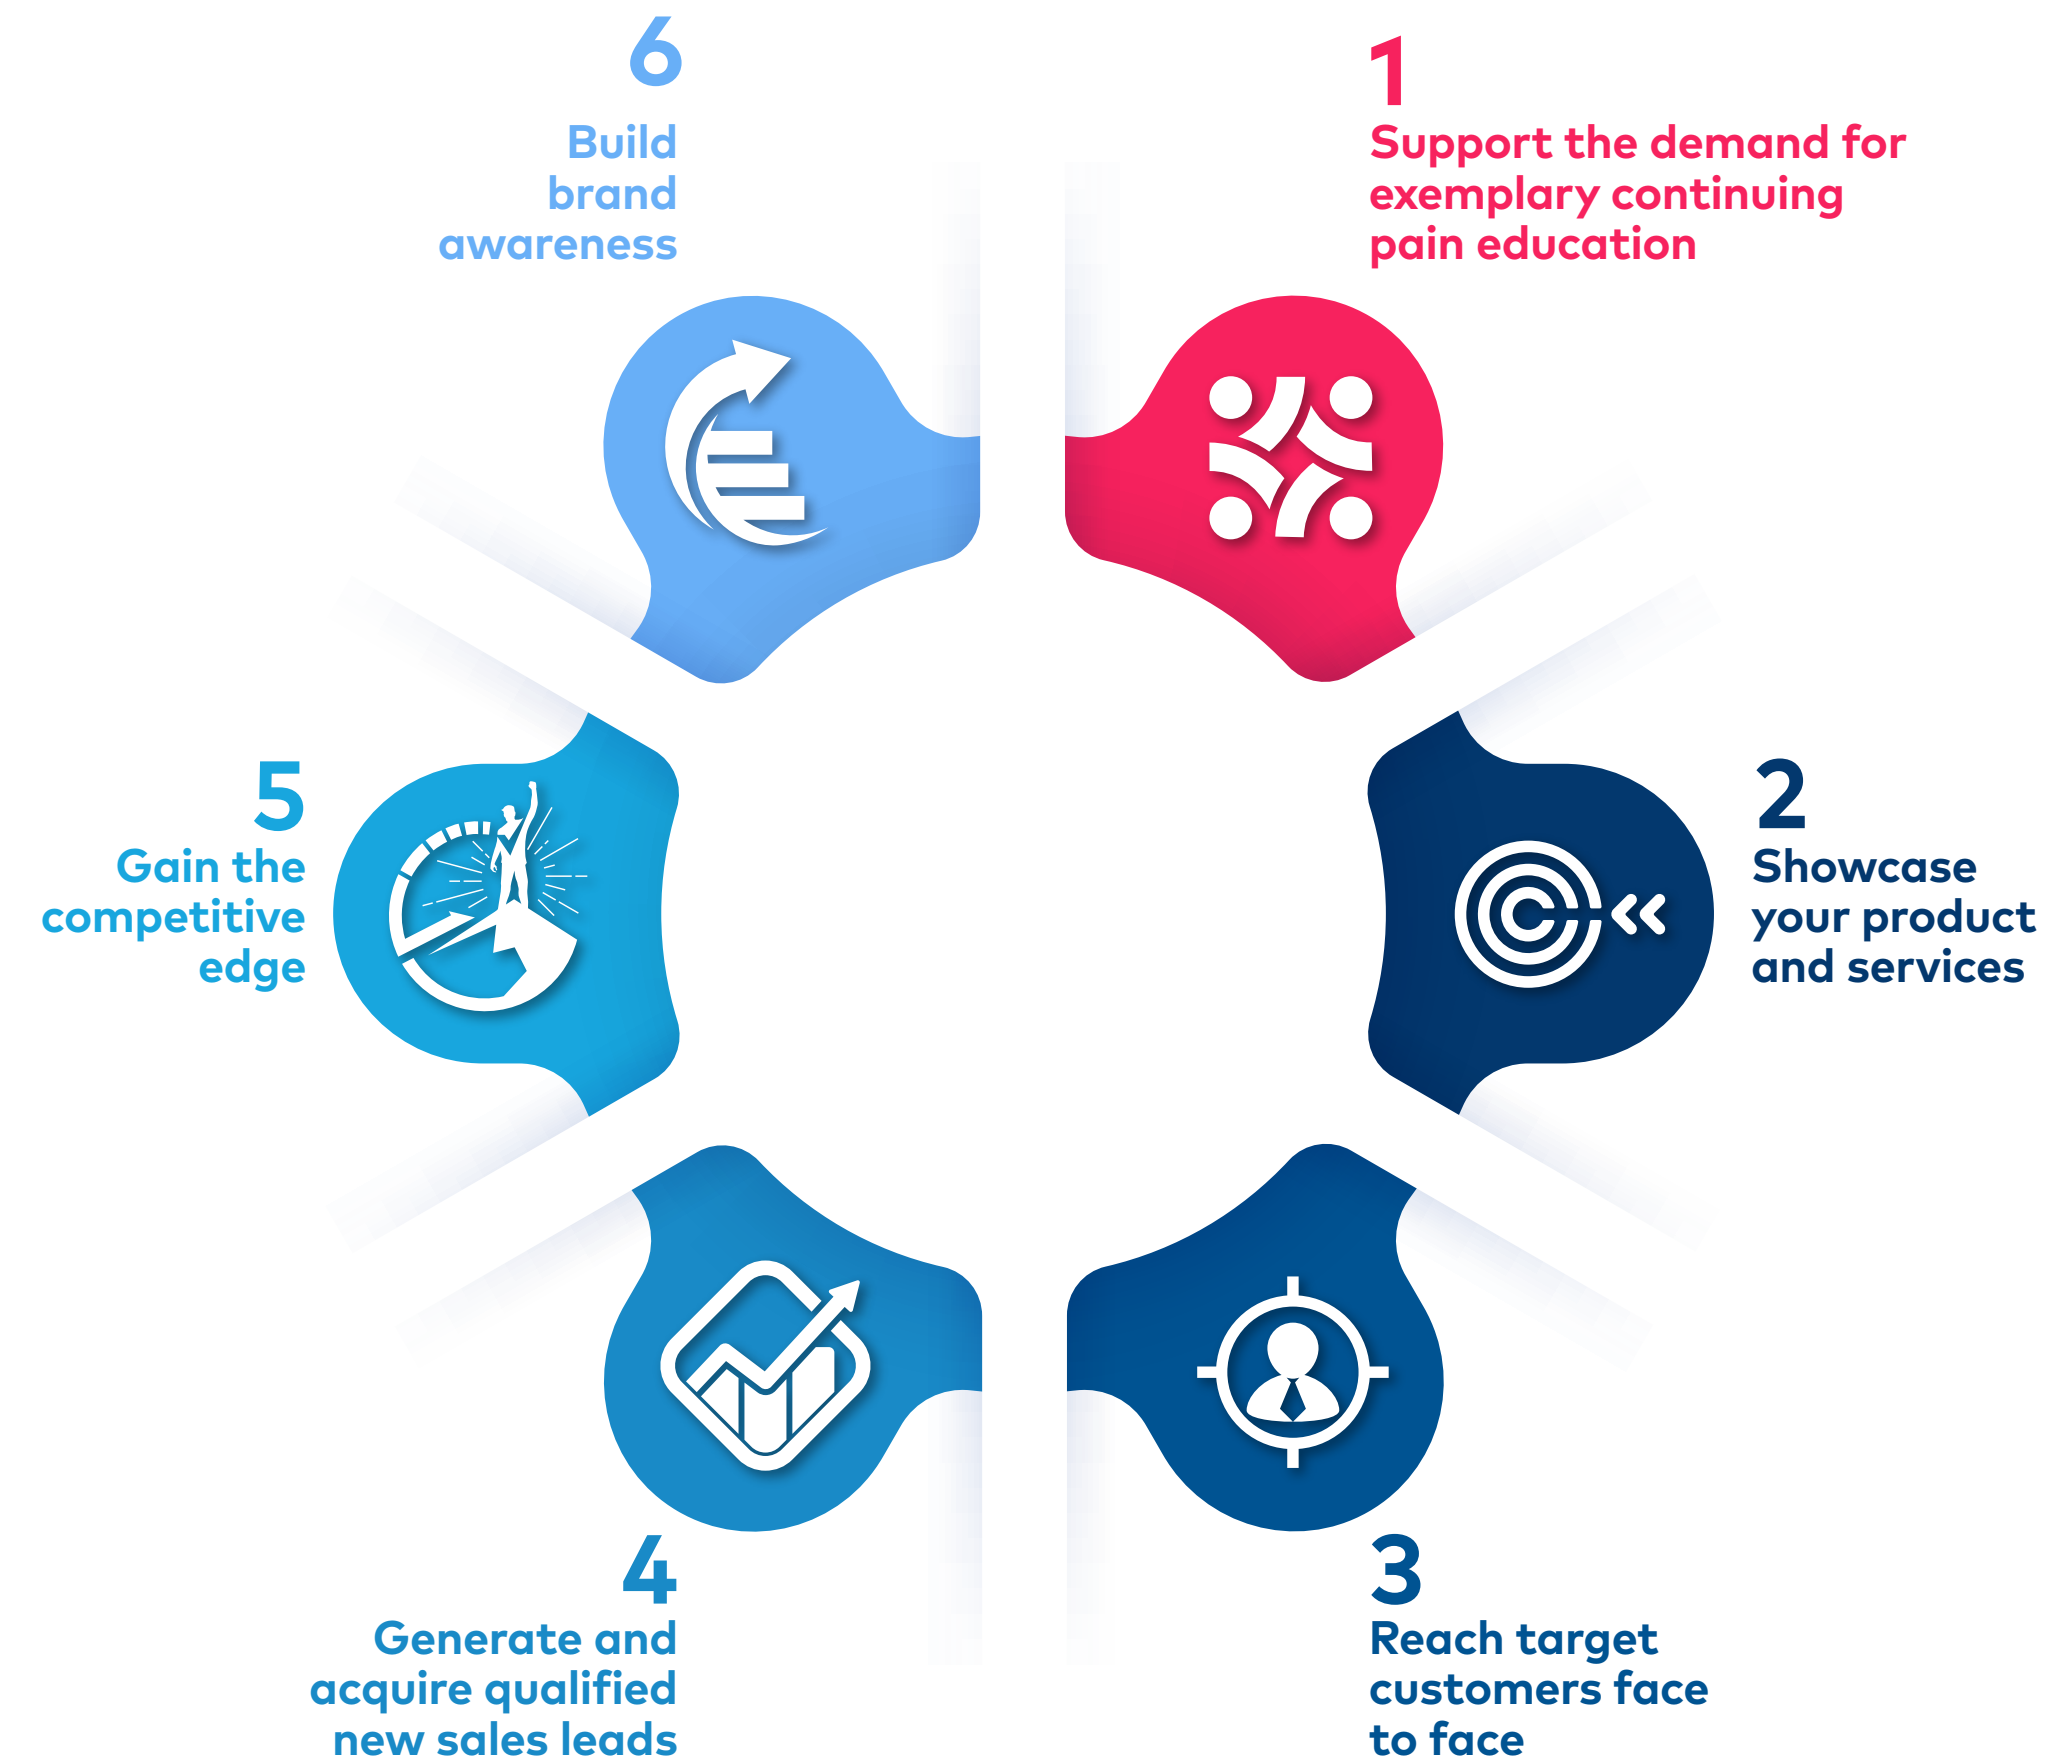 1
Support the demand for
exemplary continuing
pain education
2
Showcase
your product
and services
3
Reach target
customers face
to face
4
Generate and
acquire qualified
new sales leads
5
Gain the
competitive
edge
6
Build
brand
awareness